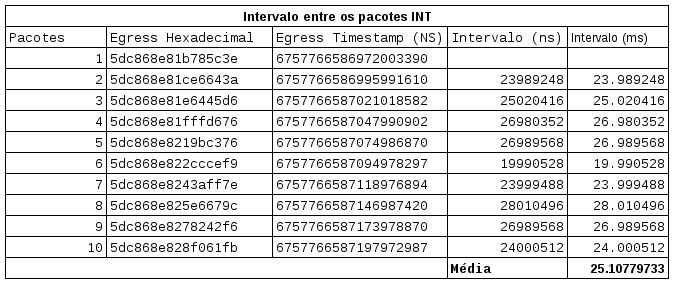 Intervalo entre os pacotes INT
Pacotes Egress Hexadecimal Egress Timestamp (NS) Intervalo (ns) Intervalo (ms)
1 5dc868e81b785c3e 6757766586972003390
2 5dc868e81ce6643a 6757766586995991610 23989248 23.989248
3 5dc868e81e6445d6 6757766587021018582 25020416 25.020416
4 5dc868e81fffd676 6757766587047990902 26980352 26.980352
5 5dc868e8219bc376 6757766587074986870 26989568 26.989568
6 5dc868e822cccef9 6757766587094978297 19990528 19.990528
7 5dc868e8243aff7e 6757766587118976894 23999488 23.999488
8 5dc868e825e6679c 6757766587146987420 28010496 28.010496
9 5dc868e8278242f6 6757766587173978870 26989568 26.989568
10 5dc868e828f061fb 6757766587197972987 24000512 24.000512
Média 25.10779733